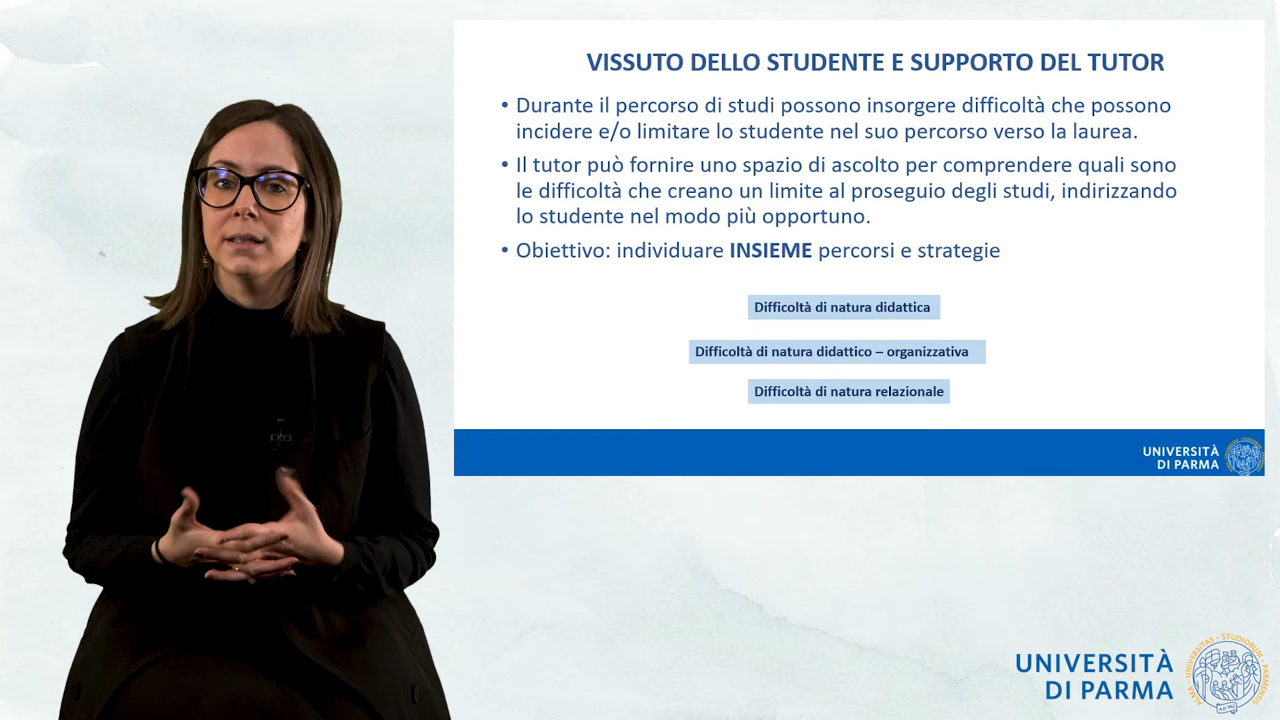 VISSUTO DELLO STUDENTE E SUPPORTO DEL TUTOR
• Durante il percorso di studi possono insorgere difficoltà che possono
incidere e/o limitare lo studente nel suo percorso verso la laurea.
• Il tutor può fornire uno spazio di ascolto per comprendere quali sono
le difficoltà che creano un limite al proseguio degli studi, indirizzando
lo studente nel modo più opportuno.
• Obiettivo: individuare INSIEME percorsi e strategie
Difficoltà di natura didattica
Difficoltà di natura didattico – organizzativa
Difficoltà di natura relazionale
UNIVERSITÀ
DI PARMA
UNIVERSITÀ
DI PARMA
ALMA · UNIVERSITAS · STUDIORUM · PARMENSIS